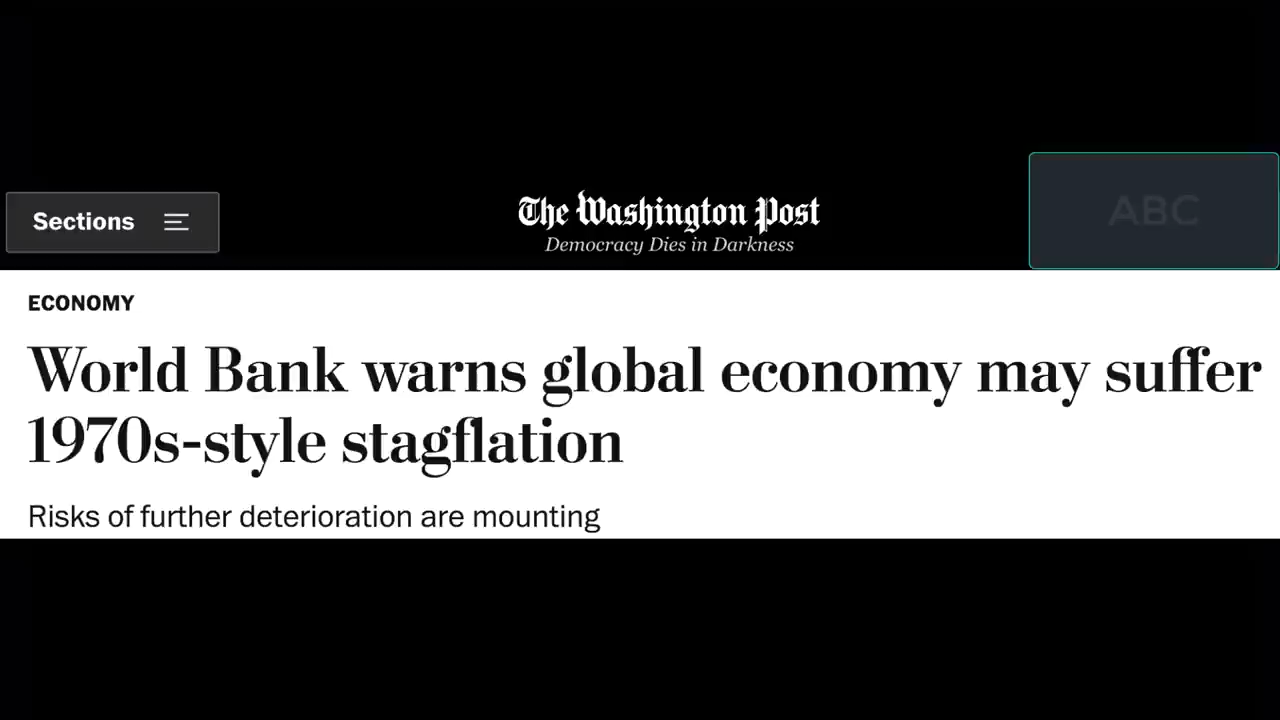 Sections
The Washington Post
Democracy Dies in Darkness
ABC
ECONOMY
World Bank warns global economy may suffer
1970s-style stagflation
Risks of further deterioration are mounting